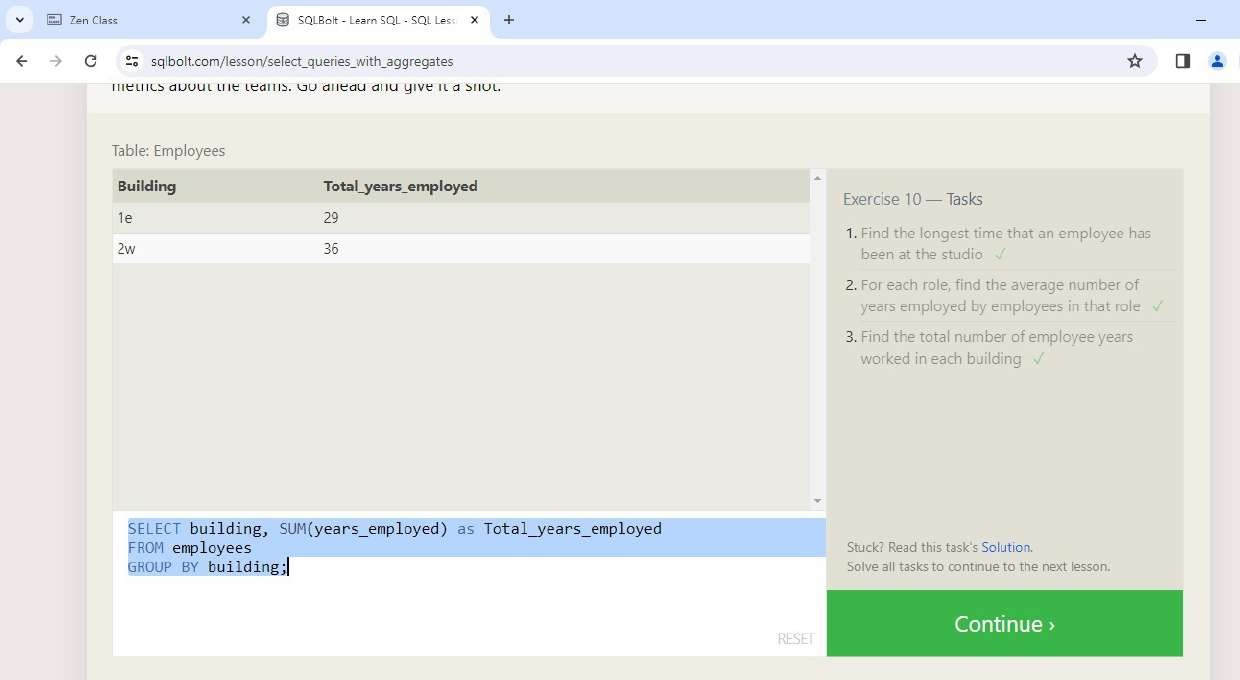 Zen Class
SQLBolt - Learn SQL - SQL Less
sqlbolt.com/lesson/select_queries_with_aggregates
metrics about the teams. Go ahead and give it a shot.
Table: Employees
Building Total_years_employed
1e 29
2w 36
SELECT building, SUM(years_employed) as Total_years_employed
FROM employees
GROUP BY building;
RESET
Exercise 10 — Tasks
1. Find the longest time that an employee has
been at the studio ✓
2. For each role, find the average number of
years employed by employees in that role ✓
3. Find the total number of employee years
worked in each building ✓
Stuck? Read this task's Solution.
Solve all tasks to continue to the next lesson.
Continue ›